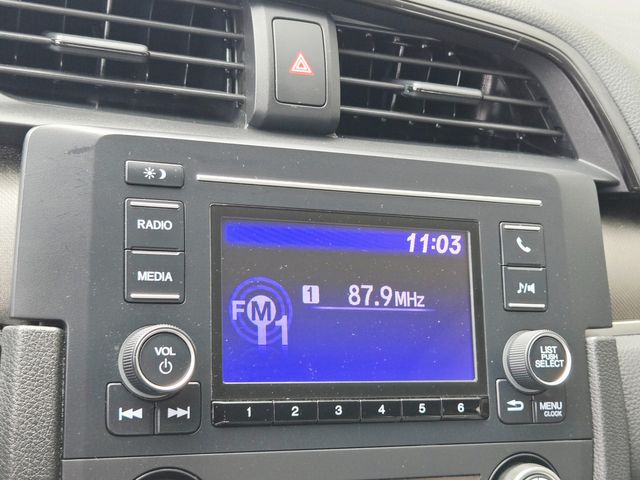 RADIO
MEDIA
VOL
11:03
FM1
1 87.9MHz
1 2 3 4 5 6
LIST
PUSH
SELECT
MENU
CLOCK